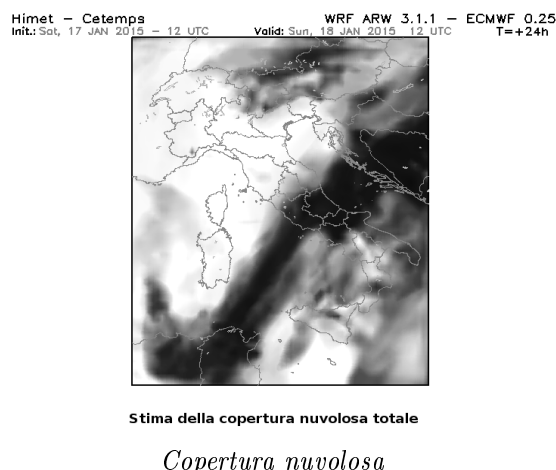 Himet – Cetemps WRF ARW 3.1.1 – ECMWF 0.25
Init.: Sat, 17 JAN 2015 – 12 UTC Valid: Sun, 18 JAN 2015 12 UTC T=+24h
Stima della copertura nuvolosa totale
Copertura nuvolosa